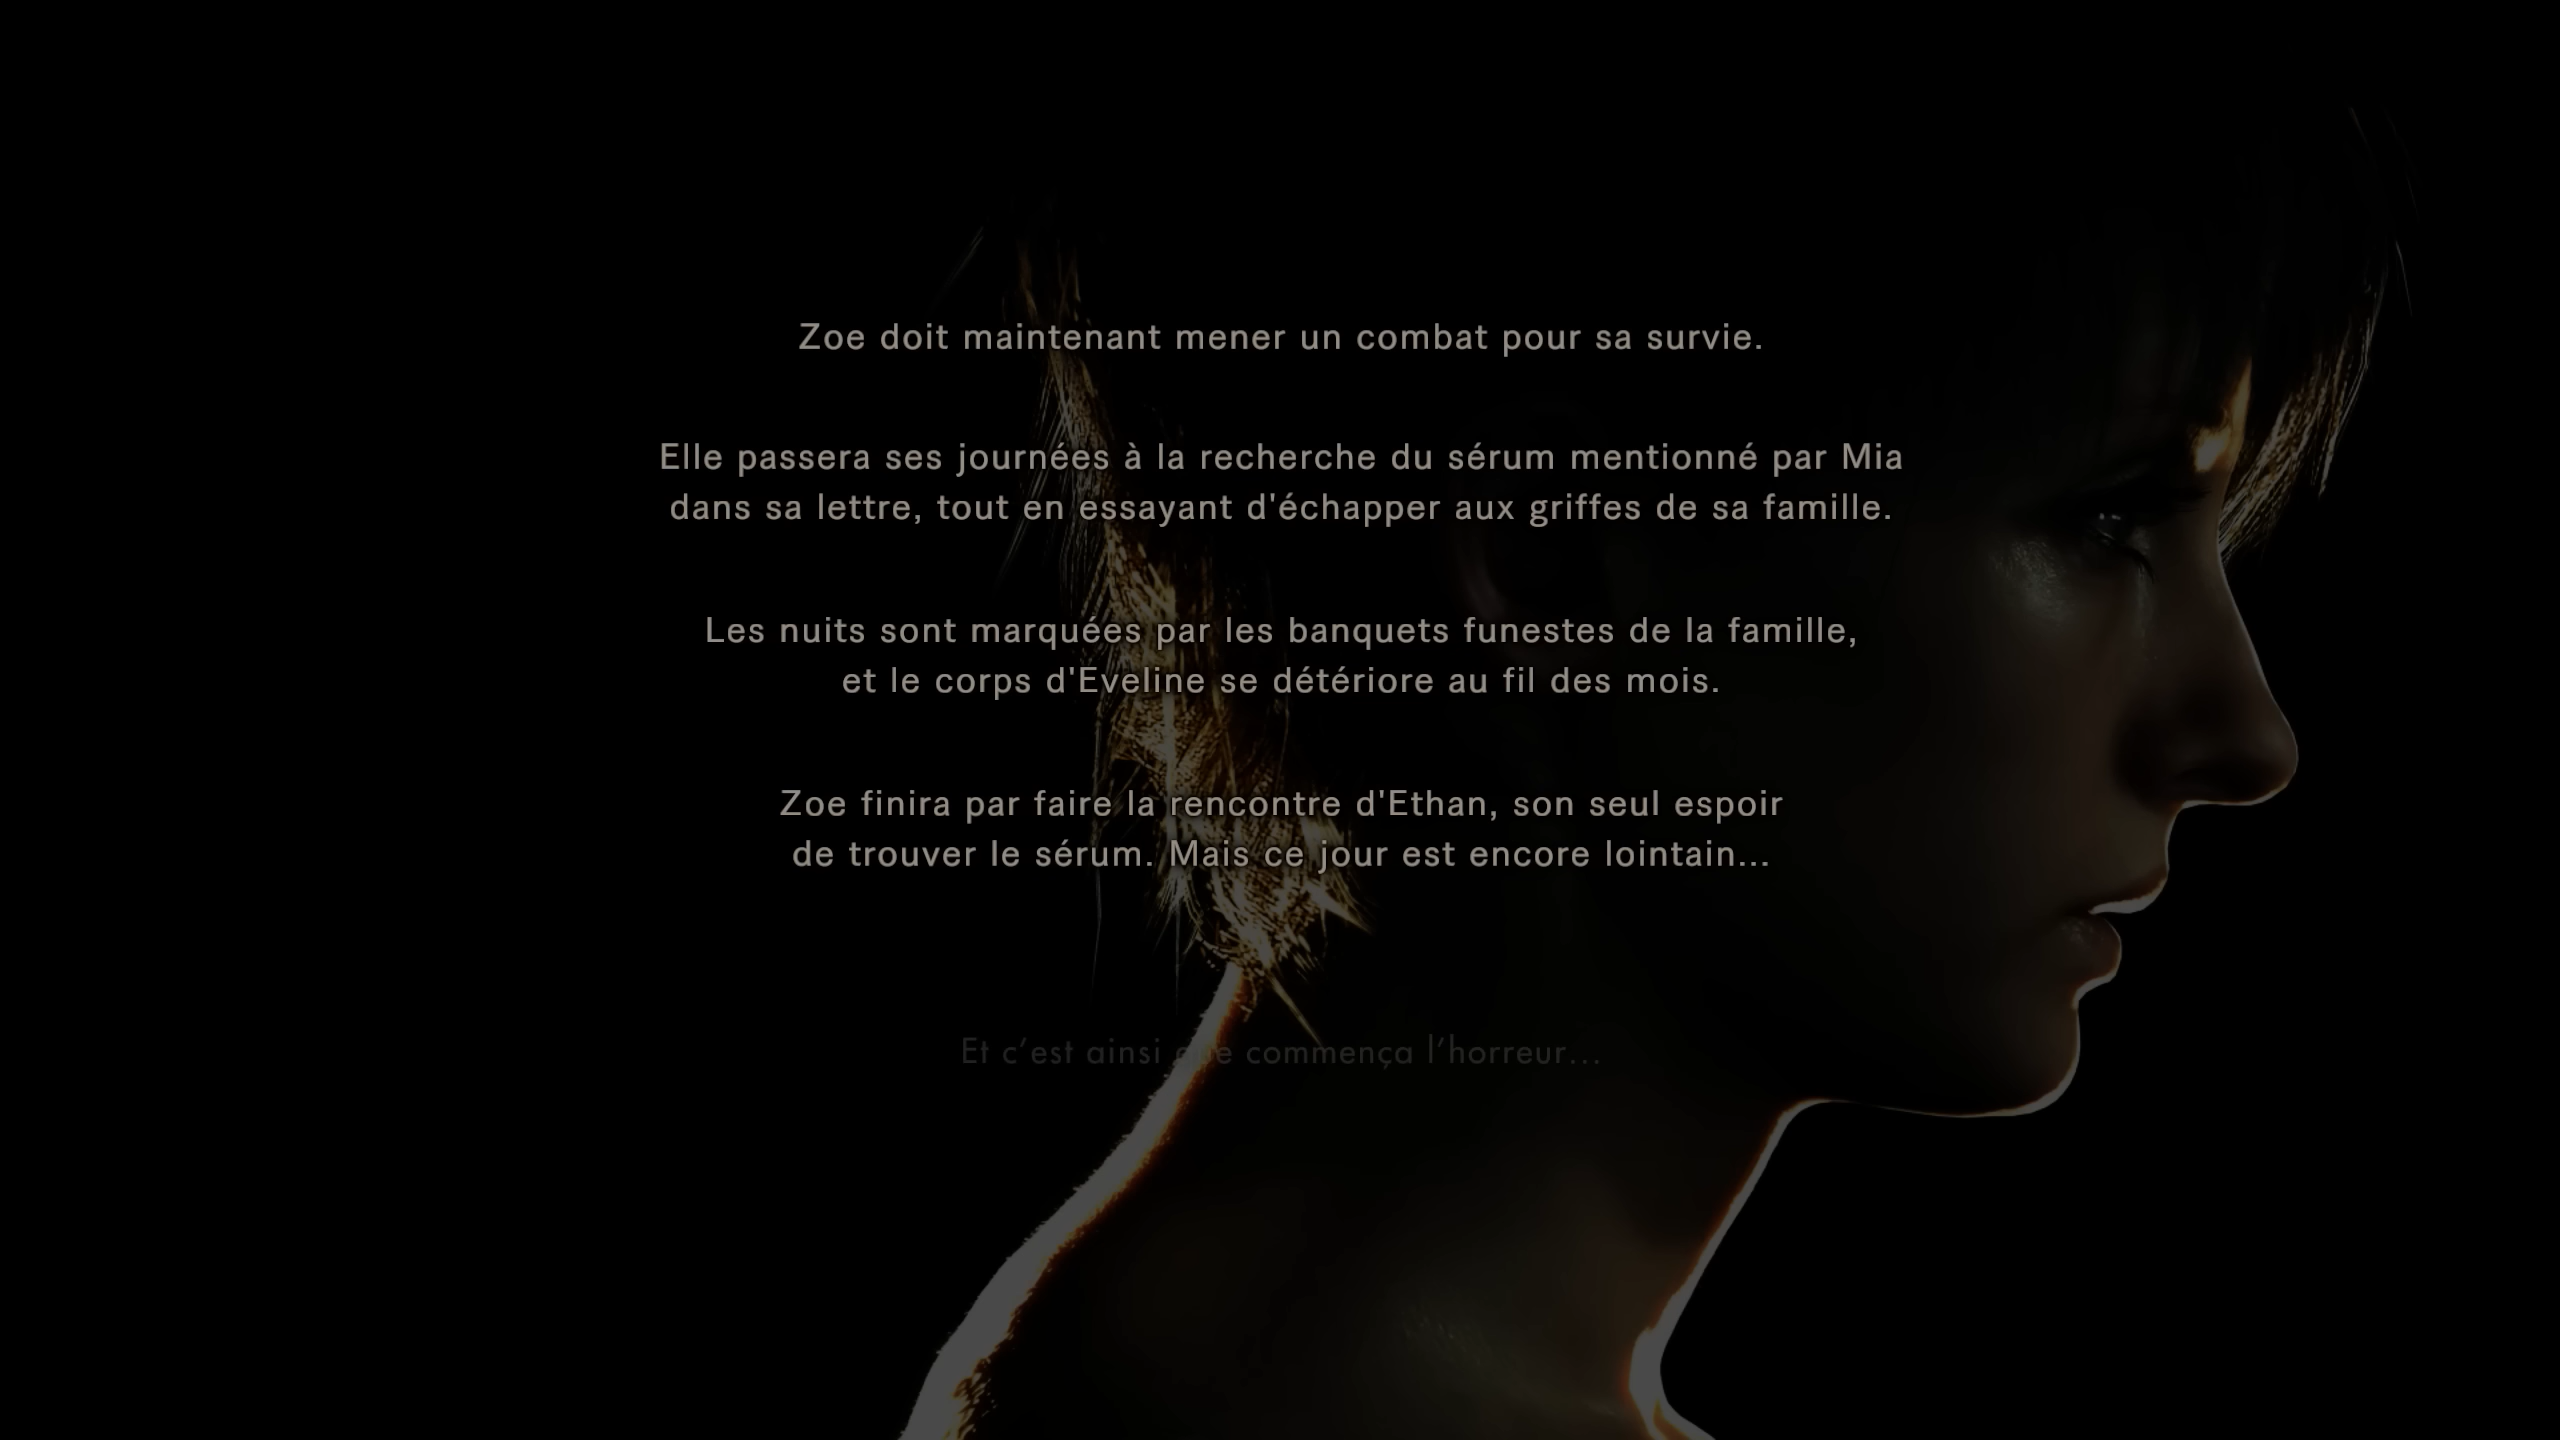 Zoe doit maintenant mener un combat pour sa survie.
Elle passera ses journées à la recherche du sérum mentionné par Mia
dans sa lettre, tout en essayant d'échapper aux griffes de sa famille.
Les nuits sont marquées par les banquets funestes de la famille,
et le corps d'Eveline se détériore au fil des mois.
Zoe finira par faire la rencontre d'Ethan, son seul espoir
de trouver le sérum. Mais ce jour est encore lointain...
Et c’est ainsi que commença l’horreur...